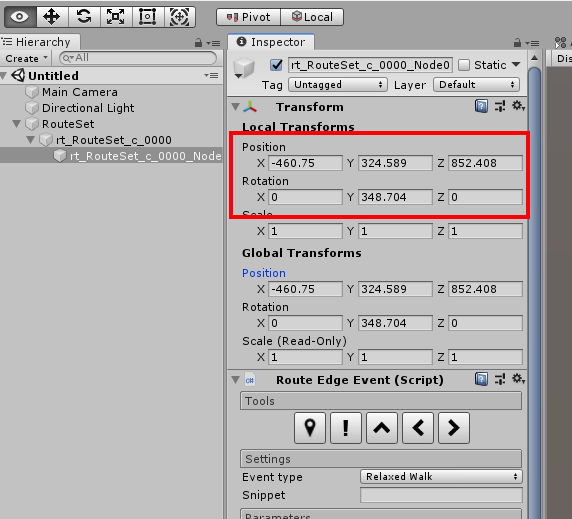 Pivot Local
Hierarchy
Create All
Untitled
Main Camera
Directional Light
RouteSet
rt_RouteSet_c_0000
rt_RouteSet_c_0000_Node
Inspector
rt_RouteSet_c_0000_Node0 Static
Tag Untagged Layer Default
Transform
Local Transforms
Position
X -460.75 Y 324.589 Z 852.408
Rotation
X 0 Y 348.704 Z 0
Scale
X 1 Y 1 Z 1
Global Transforms
Position
X -460.75 Y 324.589 Z 852.408
Rotation
X 0 Y 348.704 Z 0
Scale (Read-Only)
X 1 Y 1 Z 1
Route Edge Event (Script)
Tools
!
Settings
Event type Relaxed Walk
Snippet
Parameters
Dis